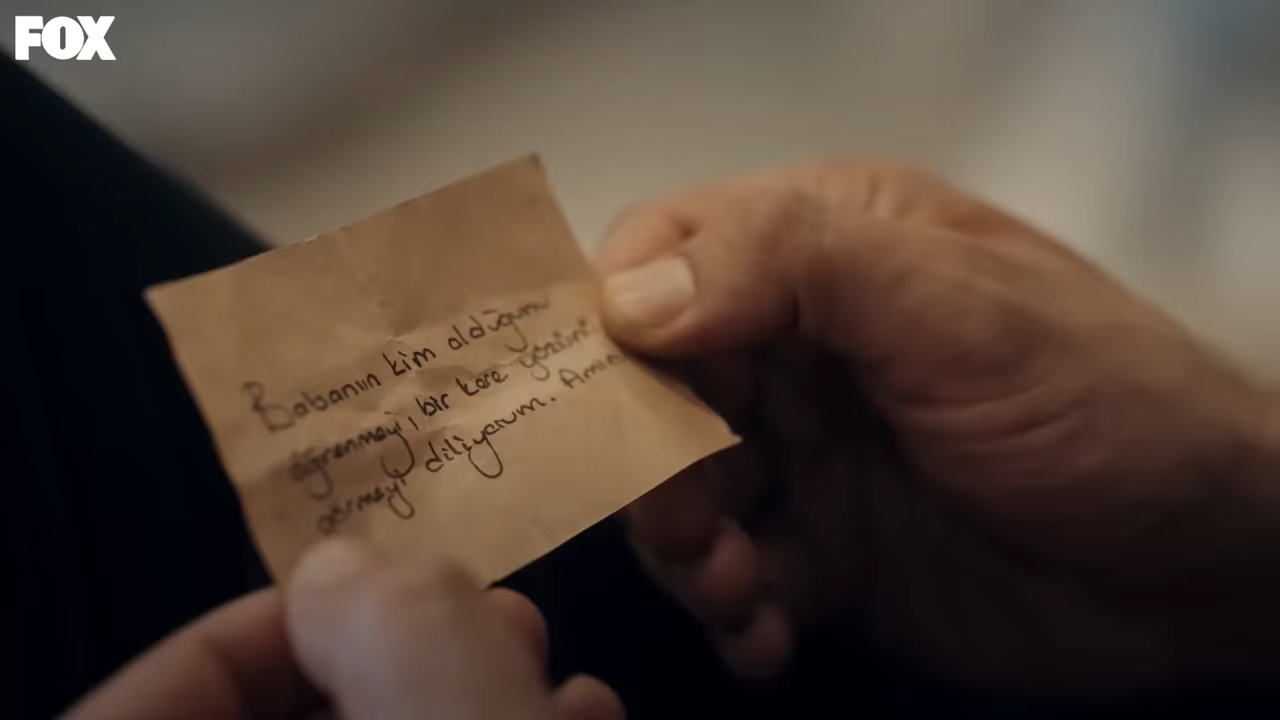 FOX
Babanın kim olduğunu
öğrenmeyi, bir kere yüzünü
görmeyi diliyorum. Amin